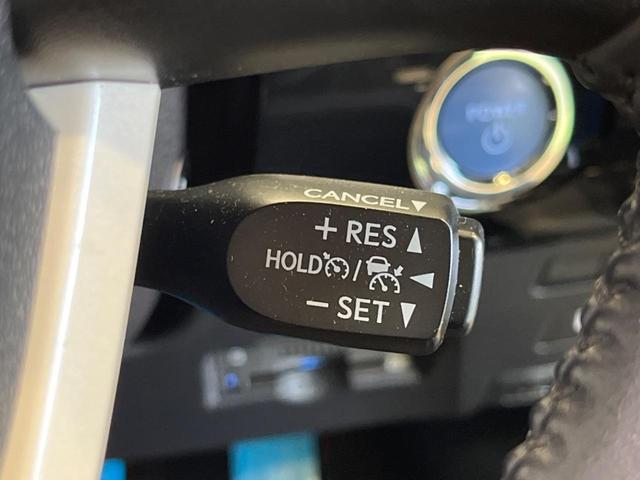 CANCEL▼
+ RES ▲
HOLD / ◀
− SET ▼
POWER